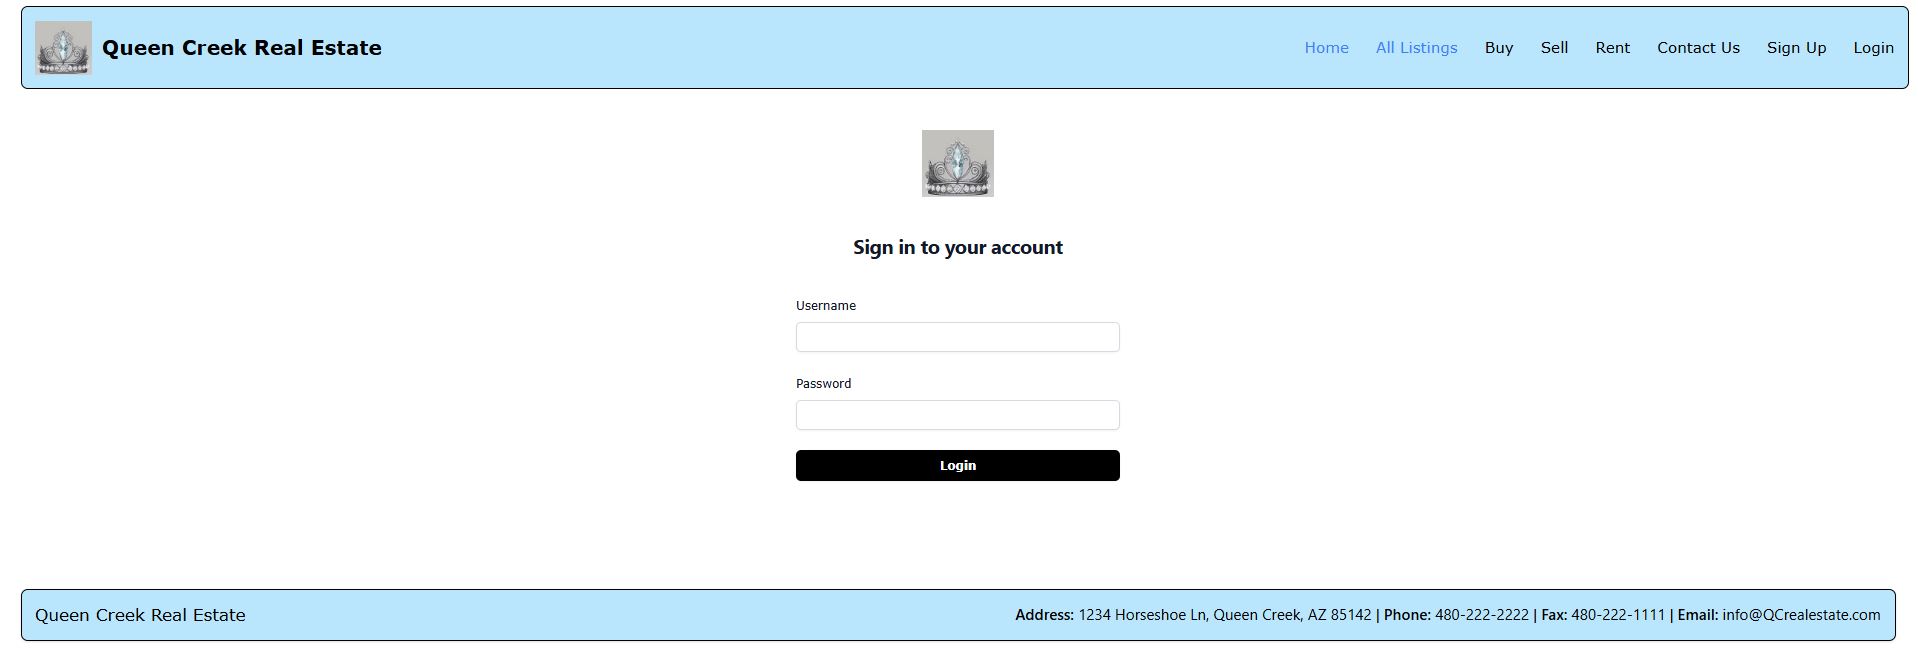 Queen Creek Real Estate Home All Listings Buy Sell Rent Contact Us Sign Up Login
Sign in to your account
Username
Password
Login
Queen Creek Real Estate Address: 1234 Horseshoe Ln, Queen Creek, AZ 85142 | Phone: 480-222-2222 | Fax: 480-222-1111 | Email: info@QCrealestate.com